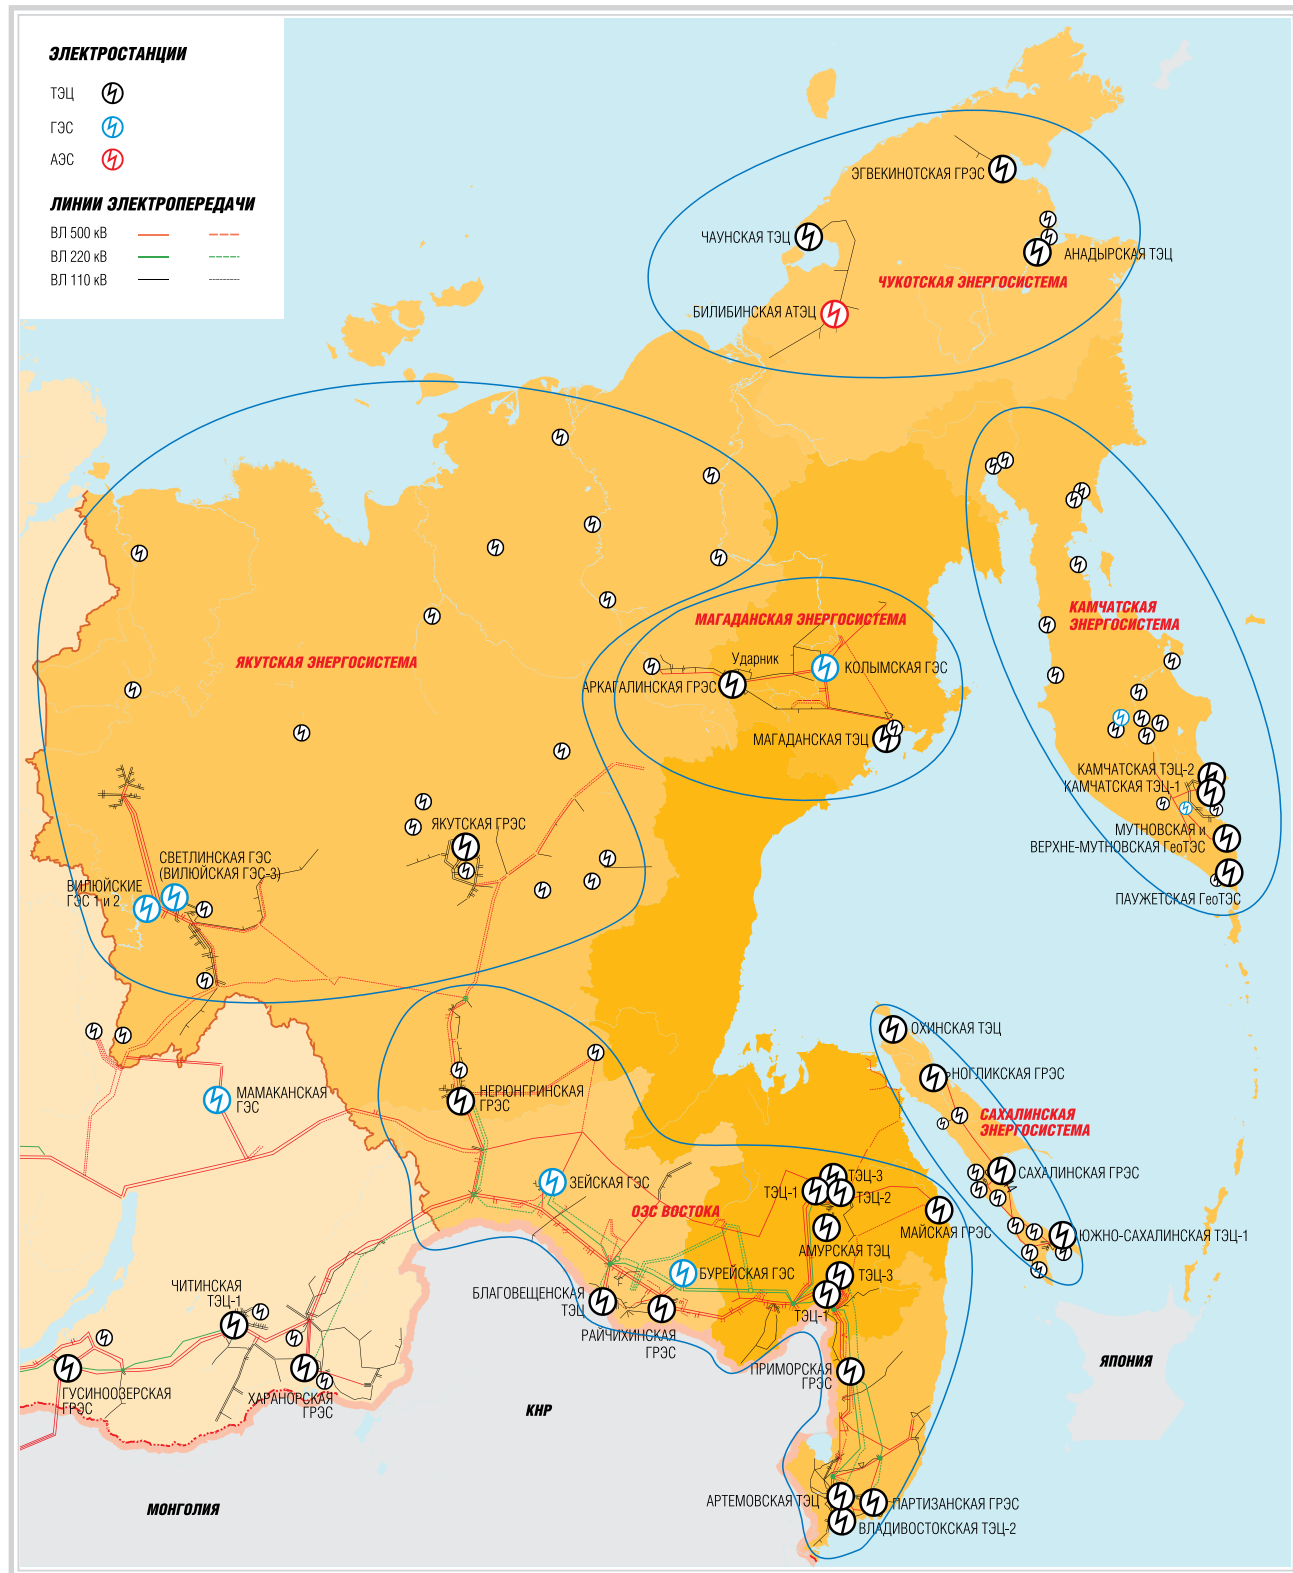 ЭЛЕКТРОСТАНЦИИ
ТЭЦ
ГЭС
АЭС
ЛИНИИ ЭЛЕКТРОПЕРЕДАЧИ
ВЛ 500 кВ
ВЛ 220 кВ
ВЛ 110 кВ
ЭГВЕКИНОТСКАЯ ГРЭС
ЧАУНСКАЯ ТЭЦ
АНАДЫРСКАЯ ТЭЦ
ЧУКОТСКАЯ ЭНЕРГОСИСТЕМА
БИЛИБИНСКАЯ АТЭЦ
КАМЧАТСКАЯ
ЭНЕРГОСИСТЕМА
МАГАДАНСКАЯ ЭНЕРГОСИСТЕМА
ЯКУТСКАЯ ЭНЕРГОСИСТЕМА
Ударник
КОЛЫМСКАЯ ГЭС
АРКАГАЛИНСКАЯ ГРЭС
МАГАДАНСКАЯ ТЭЦ
КАМЧАТСКАЯ ТЭЦ-2
КАМЧАТСКАЯ ТЭЦ-1
МУТНОВСКАЯ и
ВЕРХНЕ-МУТНОВСКАЯ ГеоТЭС
ПАУЖЕТСКАЯ ГеоТЭС
ЯКУТСКАЯ ГРЭС
СВЕТЛИНСКАЯ ГЭС
(ВИЛЮЙСКАЯ ГЭС-3)
ВИЛЮЙСКИЕ
ГЭС 1 и 2
ОХИНСКАЯ ТЭЦ
НОГЛИКСКАЯ ГРЭС
МАМАКАНСКАЯ
ГЭС
НЕРЮНГРИНСКАЯ
ГРЭС
САХАЛИНСКАЯ
ЭНЕРГОСИСТЕМА
САХАЛИНСКАЯ ГРЭС
ЗЕЙСКАЯ ГЭС
ТЭЦ-3
ТЭЦ-1
ТЭЦ-2
ОЭС ВОСТОКА
МАЙСКАЯ ГРЭС
ЮЖНО-САХАЛИНСКАЯ ТЭЦ-1
АМУРСКАЯ ТЭЦ
БУРЕЙСКАЯ ГЭС
ТЭЦ-3
ЧИТИНСКАЯ
ТЭЦ-1
БЛАГОВЕЩЕНСКАЯ
ТЭЦ
ТЭЦ-1
РАЙЧИХИНСКАЯ
ГРЭС
ПРИМОРСКАЯ
ГРЭС
ЯПОНИЯ
ГУСИНООЗЕРСКАЯ
ГРЭС
ХАРАНОРСКАЯ
ГРЭС
КНР
МОНГОЛИЯ
АРТЕМОВСКАЯ ТЭЦ
ПАРТИЗАНСКАЯ ГРЭС
ВЛАДИВОСТОКСКАЯ ТЭЦ-2